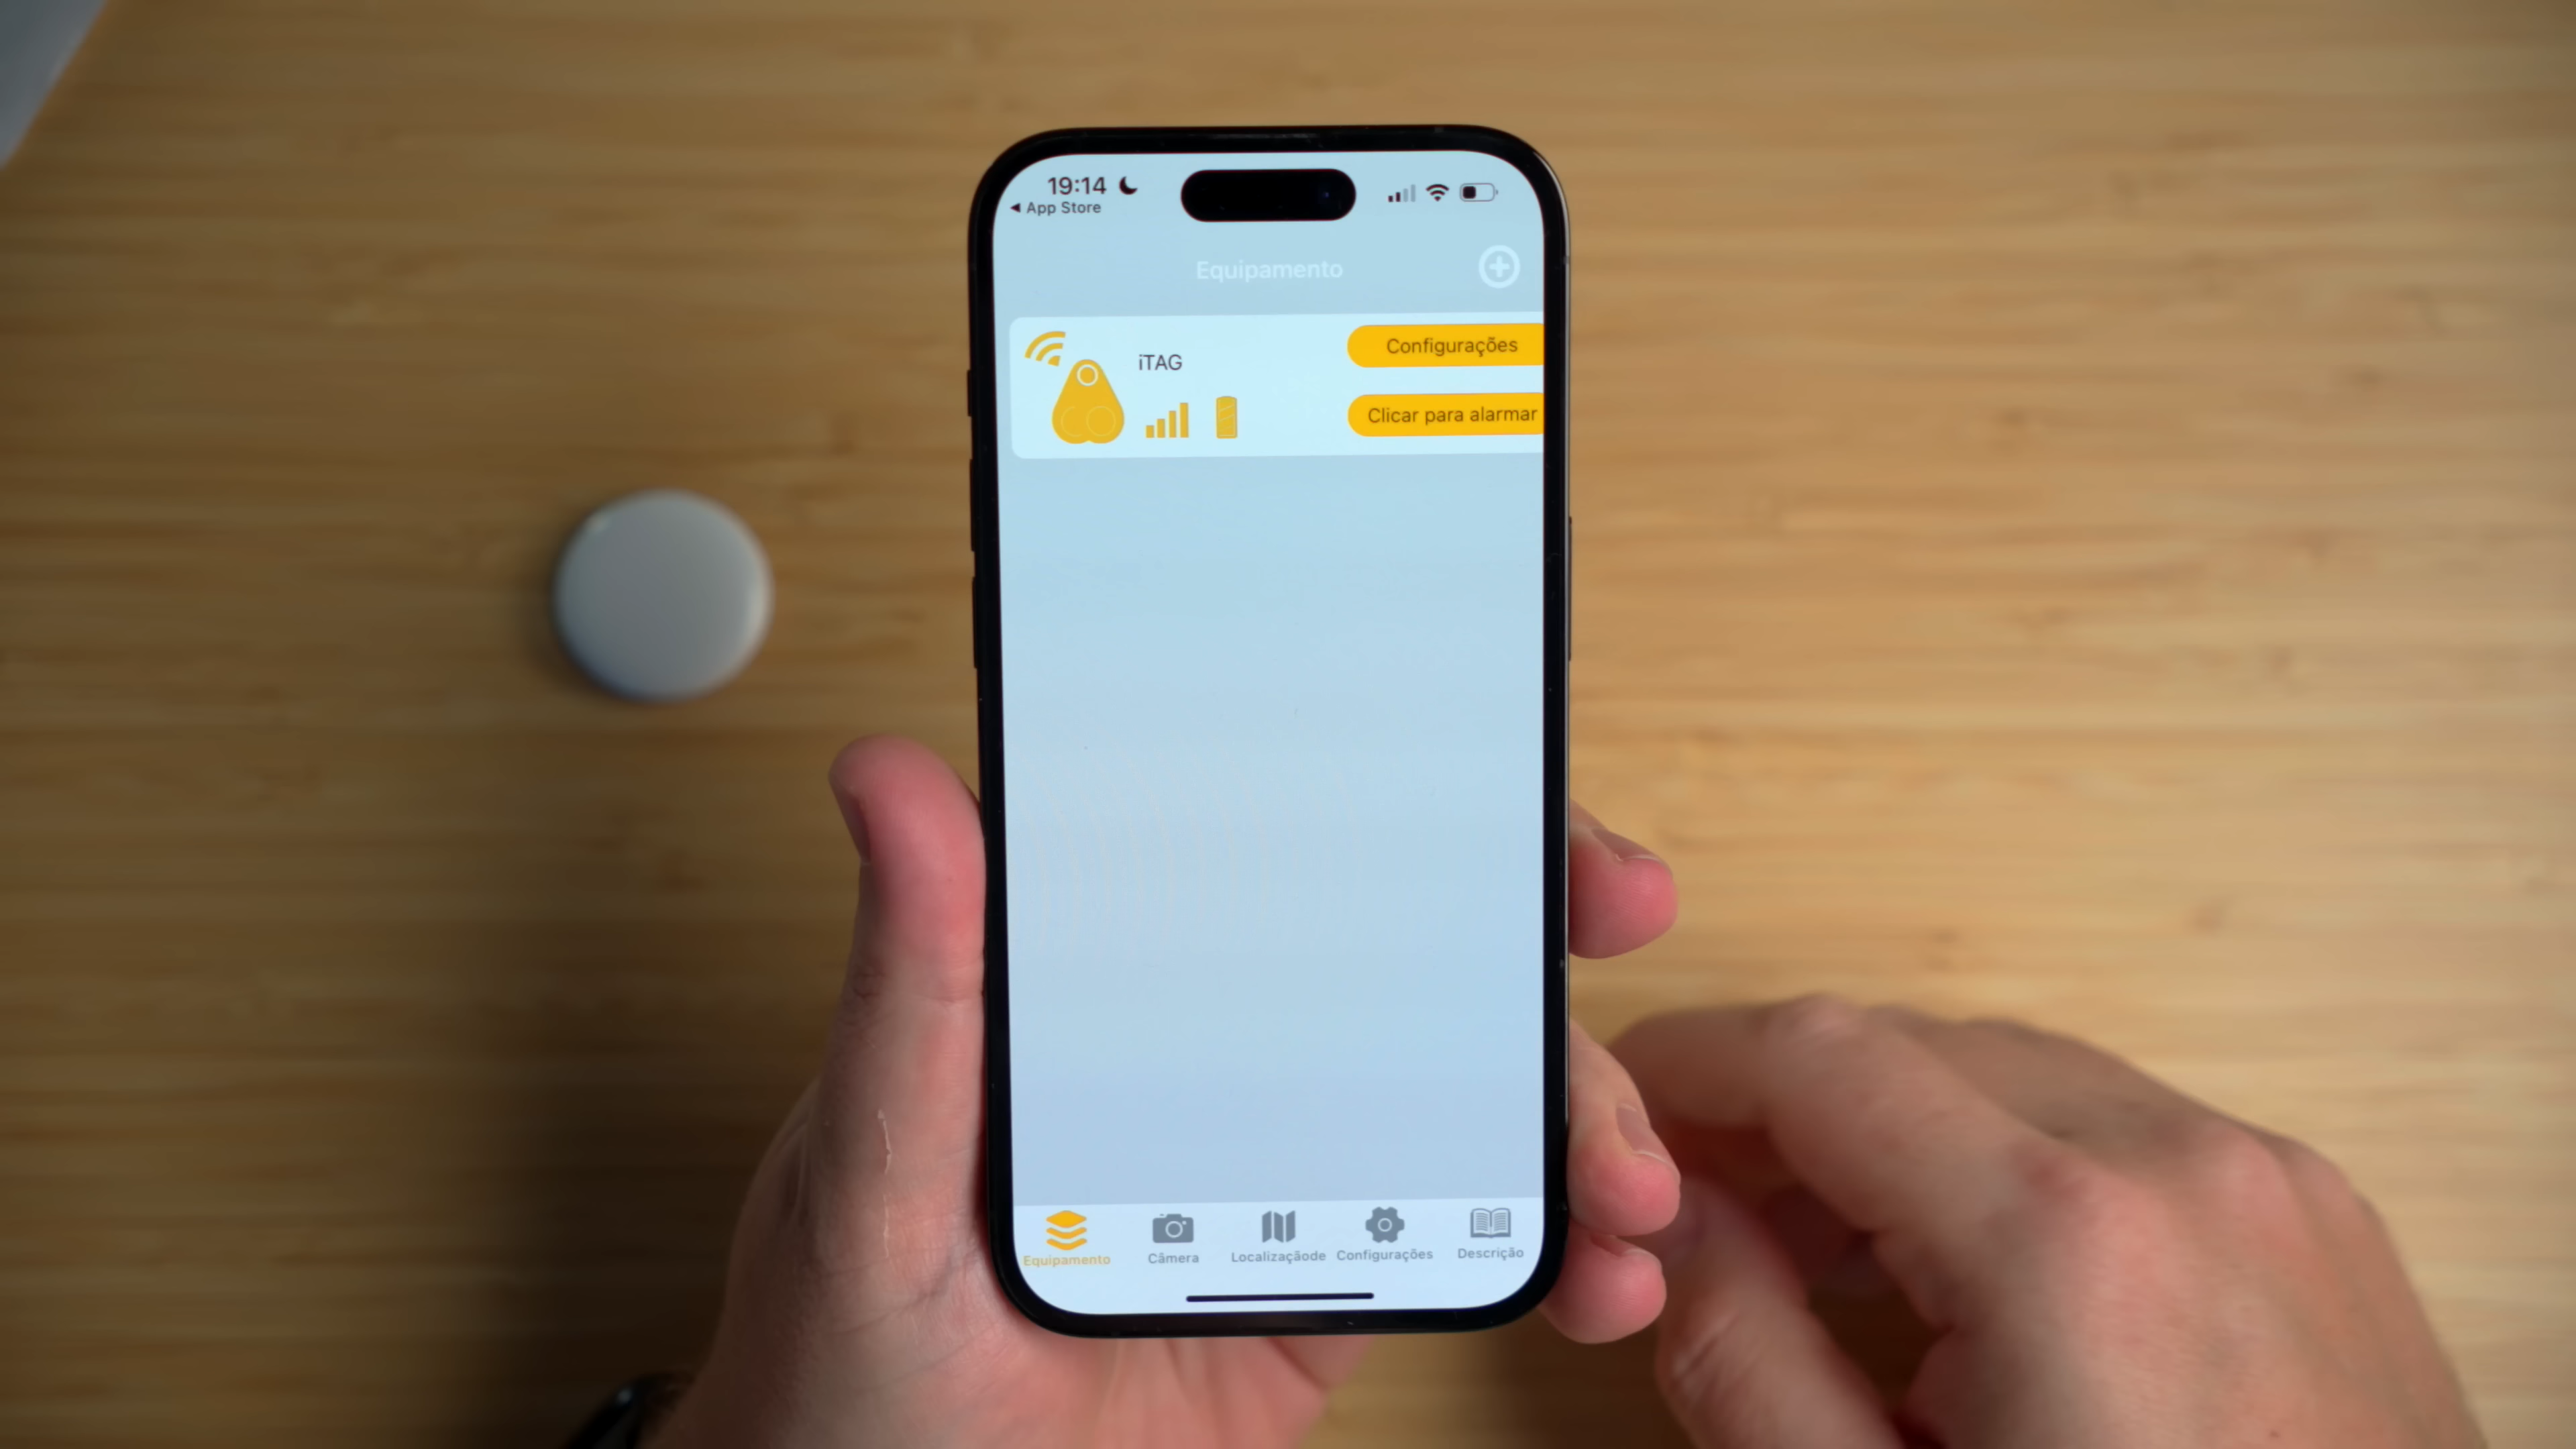 19:14
◀ App Store
Equipamento
iTAG
Configurações
Clicar para alarmar
Equipamento
Câmera
Localizaçãode
Configurações
Descrição